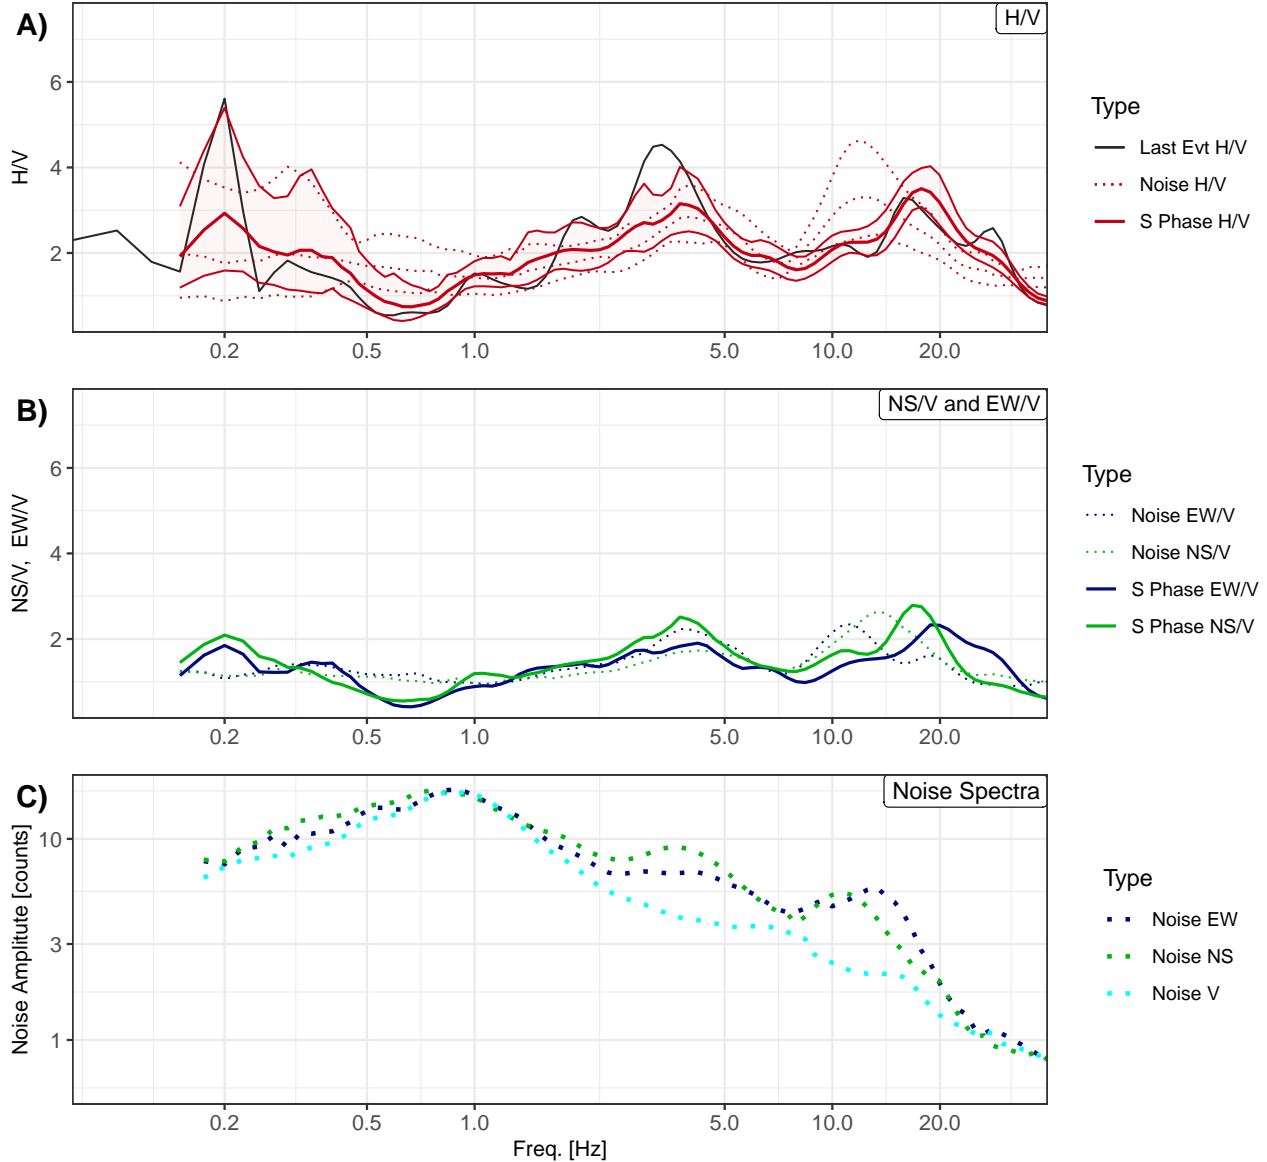 A)
H/V
H/V
6
4
2
0.2 0.5 1.0 5.0 10.0 20.0
Type
Last Evt H/V
Noise H/V
S Phase H/V
B)
NS/V and EW/V
NS/V, EW/V
6
4
2
0.2 0.5 1.0 5.0 10.0 20.0
Type
Noise EW/V
Noise NS/V
S Phase EW/V
S Phase NS/V
C)
Noise Spectra
Noise Amplitude [counts]
10
3
1
0.2 0.5 1.0 5.0 10.0 20.0
Freq. [Hz]
Type
Noise EW
Noise NS
Noise V